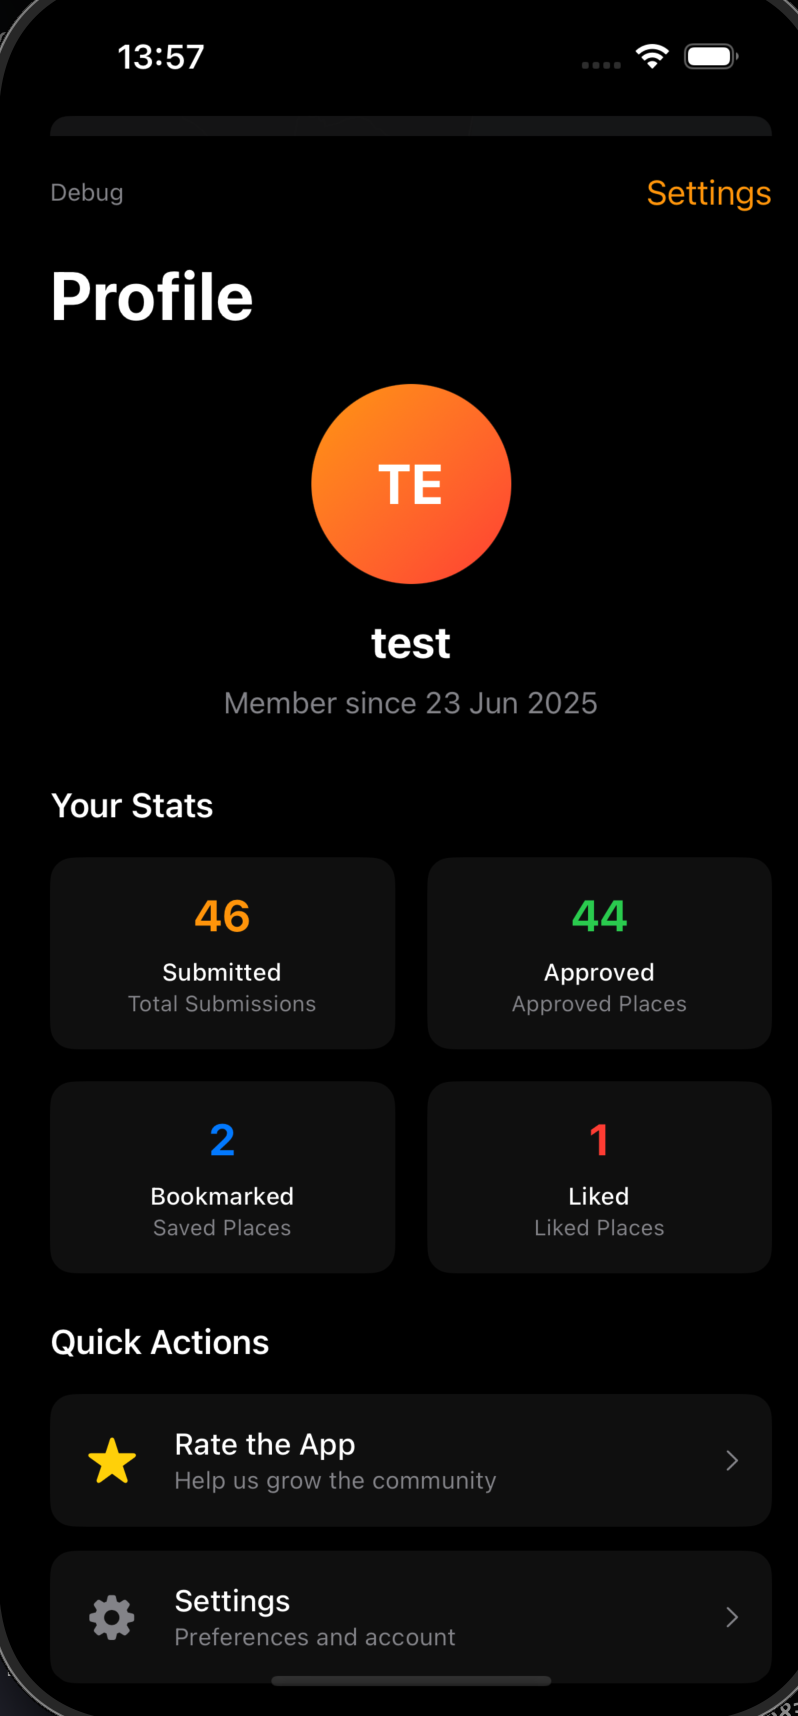 13:57
Debug
Settings
Profile
TE
test
Member since 23 Jun 2025
Your Stats
46
Submitted
Total Submissions
44
Approved
Approved Places
2
Bookmarked
Saved Places
1
Liked
Liked Places
Quick Actions
Rate the App
Help us grow the community
Settings
Preferences and account